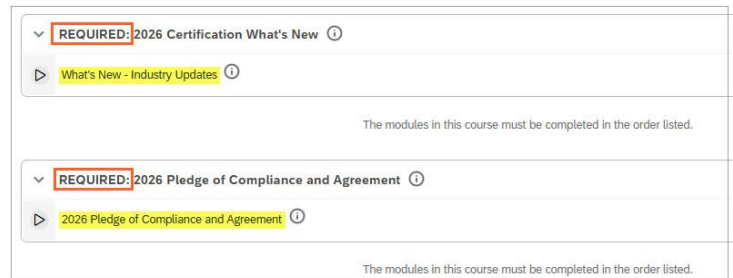 REQUIRED: 2026 Certification What's New
What's New - Industry Updates
The modules in this course must be completed in the order listed.
REQUIRED: 2026 Pledge of Compliance and Agreement
2026 Pledge of Compliance and Agreement
The modules in this course must be completed in the order listed.